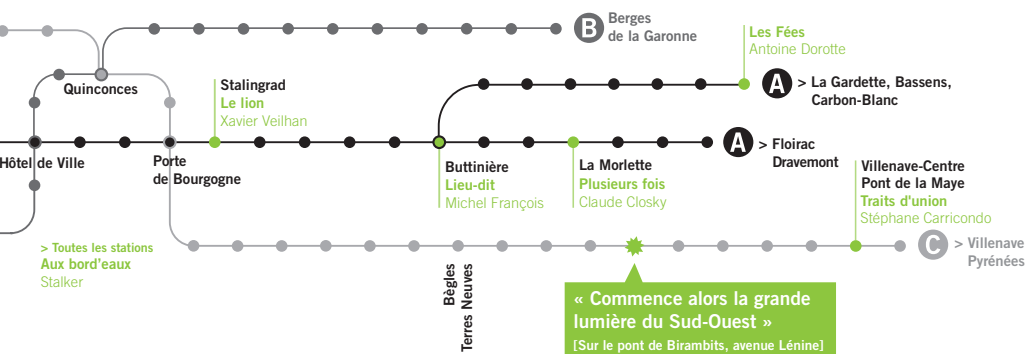 B
Berges
de la Garonne
Les Fées
Antoine Dorotte
Quinconces
Stalingrad
Le lion
Xavier Veilhan
A
> La Gardette, Bassens,
Carbon-Blanc
Hôtel de Ville
Porte
de Bourgogne
Buttinière
Lieu-dit
Michel François
La Morlette
Plusieurs fois
Claude Closky
A
> Floirac
Dravemont
Villenave-Centre
Pont de la Maye
Traits d'union
Stéphane Carricondo
> Toutes les stations
Aux bord'eaux
Stalker
C
> Villenave
Pyrénées
Bègles
Terres Neuves
« Commence alors la grande
lumière du Sud-Ouest »
[Sur le pont de Birambits, avenue Lénine]